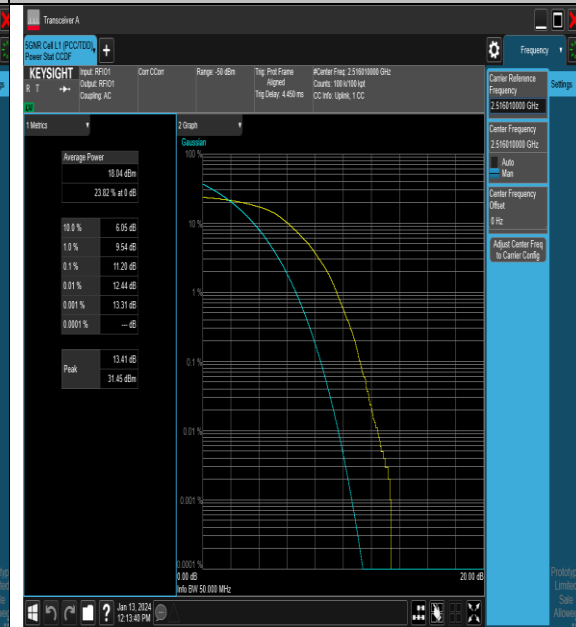 Transceiver A
5GNR Cell L1 (PCC/TDD)
Power Stat CCDF
+
Frequency
KEYSIGHT
R T
LW
Input: RFIO1
Output: RFIO1
Coupling: AC
Corr CCorr
Range: -50 dBm
Trig: Prot Frame
Aligned
Trig Delay: 4.450 ms
#Center Freq: 2.516010000 GHz
Counts: 100 k/100 kpt
CC Info: Uplink, 1 CC
Carrier Reference
Frequency
2.516010000 GHz
Settings
Center Frequency
2.516010000 GHz
Auto
Man
Center Frequency
Offset
0 Hz
Adjust Center Freq
to Carrier Config
1 Metrics
Average Power
18.04 dBm
23.82 % at 0 dB
10.0 % 6.05 dB
1.0 % 9.54 dB
0.1 % 11.20 dB
0.01 % 12.44 dB
0.001 % 13.31 dB
0.0001 % --- dB
Peak
13.41 dB
31.45 dBm
2 Graph
Gaussian
100 %
10 %
1 %
0.1 %
0.01 %
0.001 %
0.0001 %
0.00 dB
20.00 dB
Info BW 50.000 MHz
?
Jan 13, 2024
12:13:40 PM
Limited
Sale